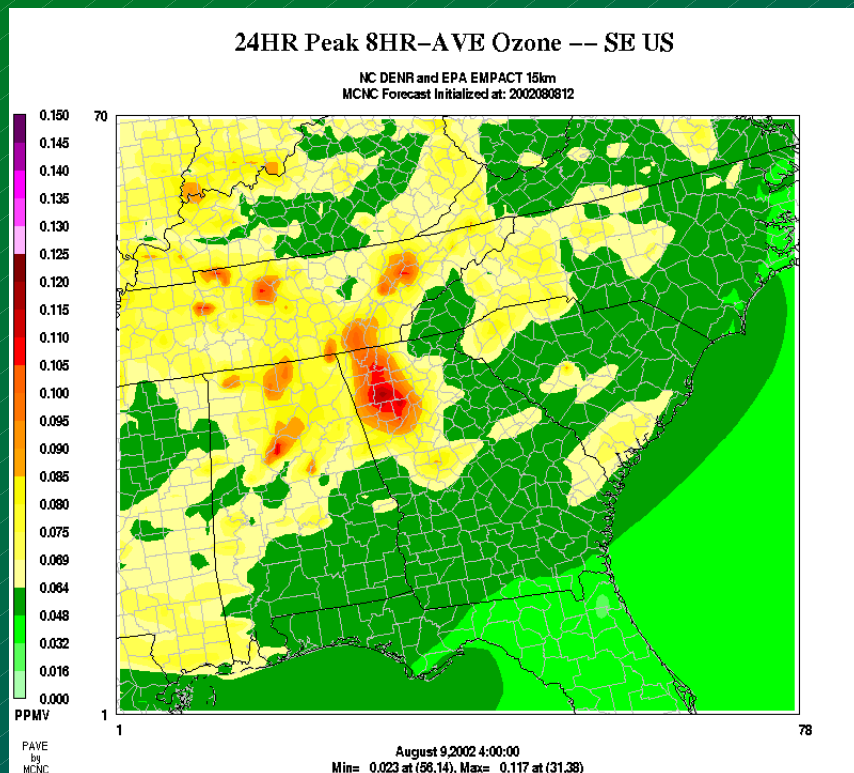 24HR Peak 8HR-AVE Ozone -- SE US
NC DENR and EPA EMPACT 15km
MCNC Forecast Initialized at: 2002080812
0.150
0.145
0.140
0.135
0.130
0.125
0.120
0.115
0.110
0.105
0.100
0.095
0.090
0.085
0.080
0.075
0.069
0.064
0.048
0.032
0.016
0.000
PPMV
70
1
1
78
PAVE
by
MCNC
August 9,2002 4:00:00
Min= 0.023 at (56,14), Max= 0.117 at (31,38)